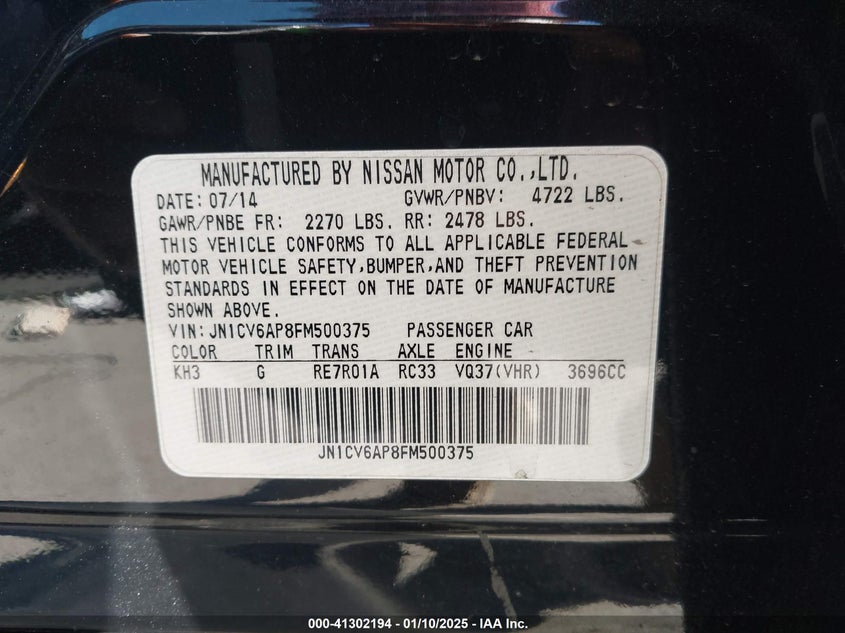 MANUFACTURED BY NISSAN MOTOR CO.,LTD.
DATE: 07/14 GVWR/PNBV: 4722 LBS.
GAWR/PNBE FR: 2270 LBS. RR: 2478 LBS.
THIS VEHICLE CONFORMS TO ALL APPLICABLE FEDERAL
MOTOR VEHICLE SAFETY,BUMPER,AND THEFT PREVENTION
STANDARDS IN EFFECT ON THE DATE OF MANUFACTURE
SHOWN ABOVE.
VIN: JN1CV6AP8FM500375 PASSENGER CAR
COLOR TRIM TRANS AXLE ENGINE
KH3 G RE7R01A RC33 VQ37(VHR) 3696CC
JN1CV6AP8FM500375
000-41302194 - 01/10/2025 - IAA Inc.